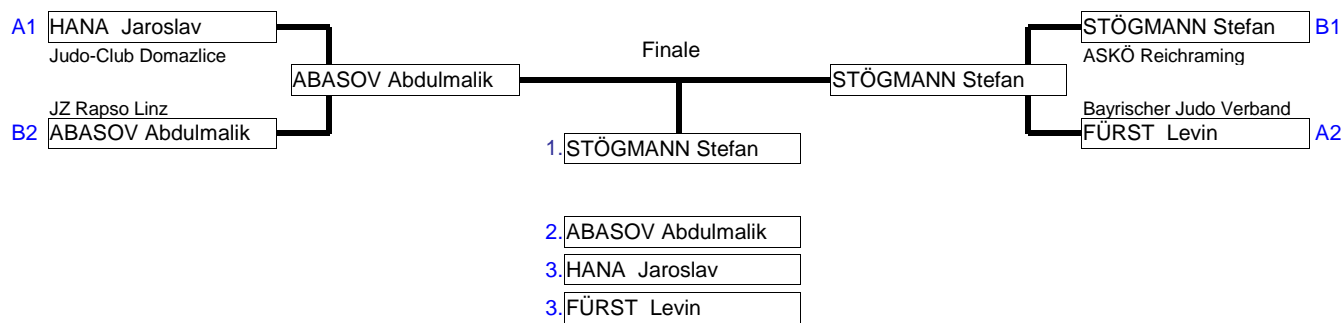 A1 HANA Jaroslav
Judo-Club Domazlice
JZ Rapso Linz
B2 ABASOV Abdulmalik
ABASOV Abdulmalik
Finale
STÖGMANN Stefan
STÖGMANN Stefan B1
ASKÖ Reichraming
Bayrischer Judo Verband
FÜRST Levin A2
1. STÖGMANN Stefan
2. ABASOV Abdulmalik
3. HANA Jaroslav
3. FÜRST Levin